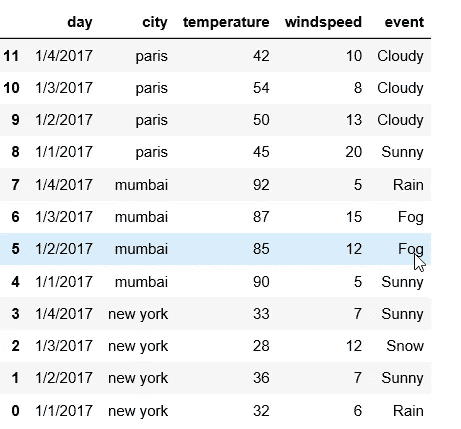 day city temperature windspeed event
11 1/4/2017 paris 42 10 Cloudy
10 1/3/2017 paris 54 8 Cloudy
9 1/2/2017 paris 50 13 Cloudy
8 1/1/2017 paris 45 20 Sunny
7 1/4/2017 mumbai 92 5 Rain
6 1/3/2017 mumbai 87 15 Fog
5 1/2/2017 mumbai 85 12 Fog
4 1/1/2017 mumbai 90 5 Sunny
3 1/4/2017 new york 33 7 Sunny
2 1/3/2017 new york 28 12 Snow
1 1/2/2017 new york 36 7 Sunny
0 1/1/2017 new york 32 6 Rain